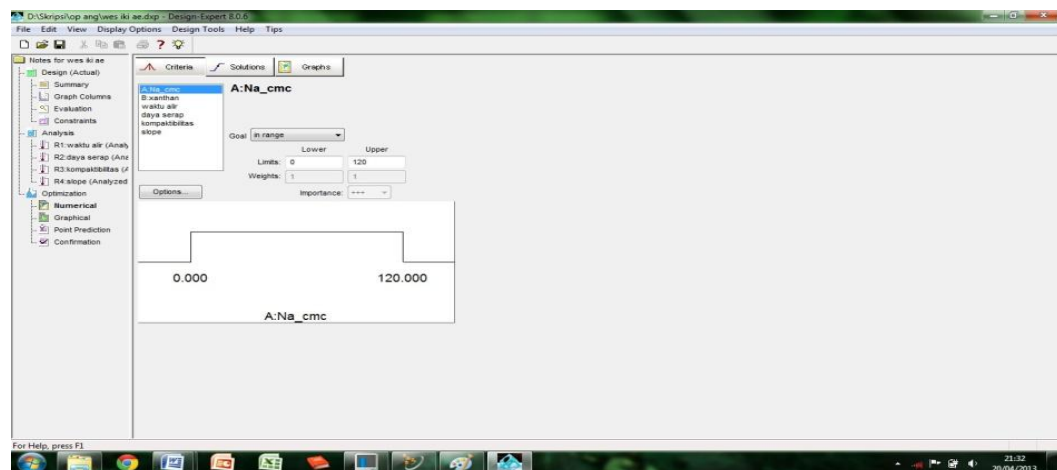 D:\Skripsi\op ang\wes iki ae.dxp - Design-Expert 8.0.6
File Edit View Display Options Design Tools Help Tips
Notes for wes iki ae
Design (Actual)
Summary
Graph Columns
Evaluation
Constraints
Analysis
R1:waktu alir (Analy
R2:daya serap (Ana
R3:kompaktibilitas (A
R4:slope (Analyzed
Optimization
Numerical
Graphical
Point Prediction
Confirmation
Criteria Solutions Graphs
A:Na_cmc
B:xanthan
waktu alir
daya serap
kompaktibilitas
slope
Options...
A:Na_cmc
Goal in range
Lower Upper
Limits: 0 120
Weights: 1 1
Importance: +++
0.000 120.000
A:Na_cmc
For Help, press F1
21:32
20/04/2013